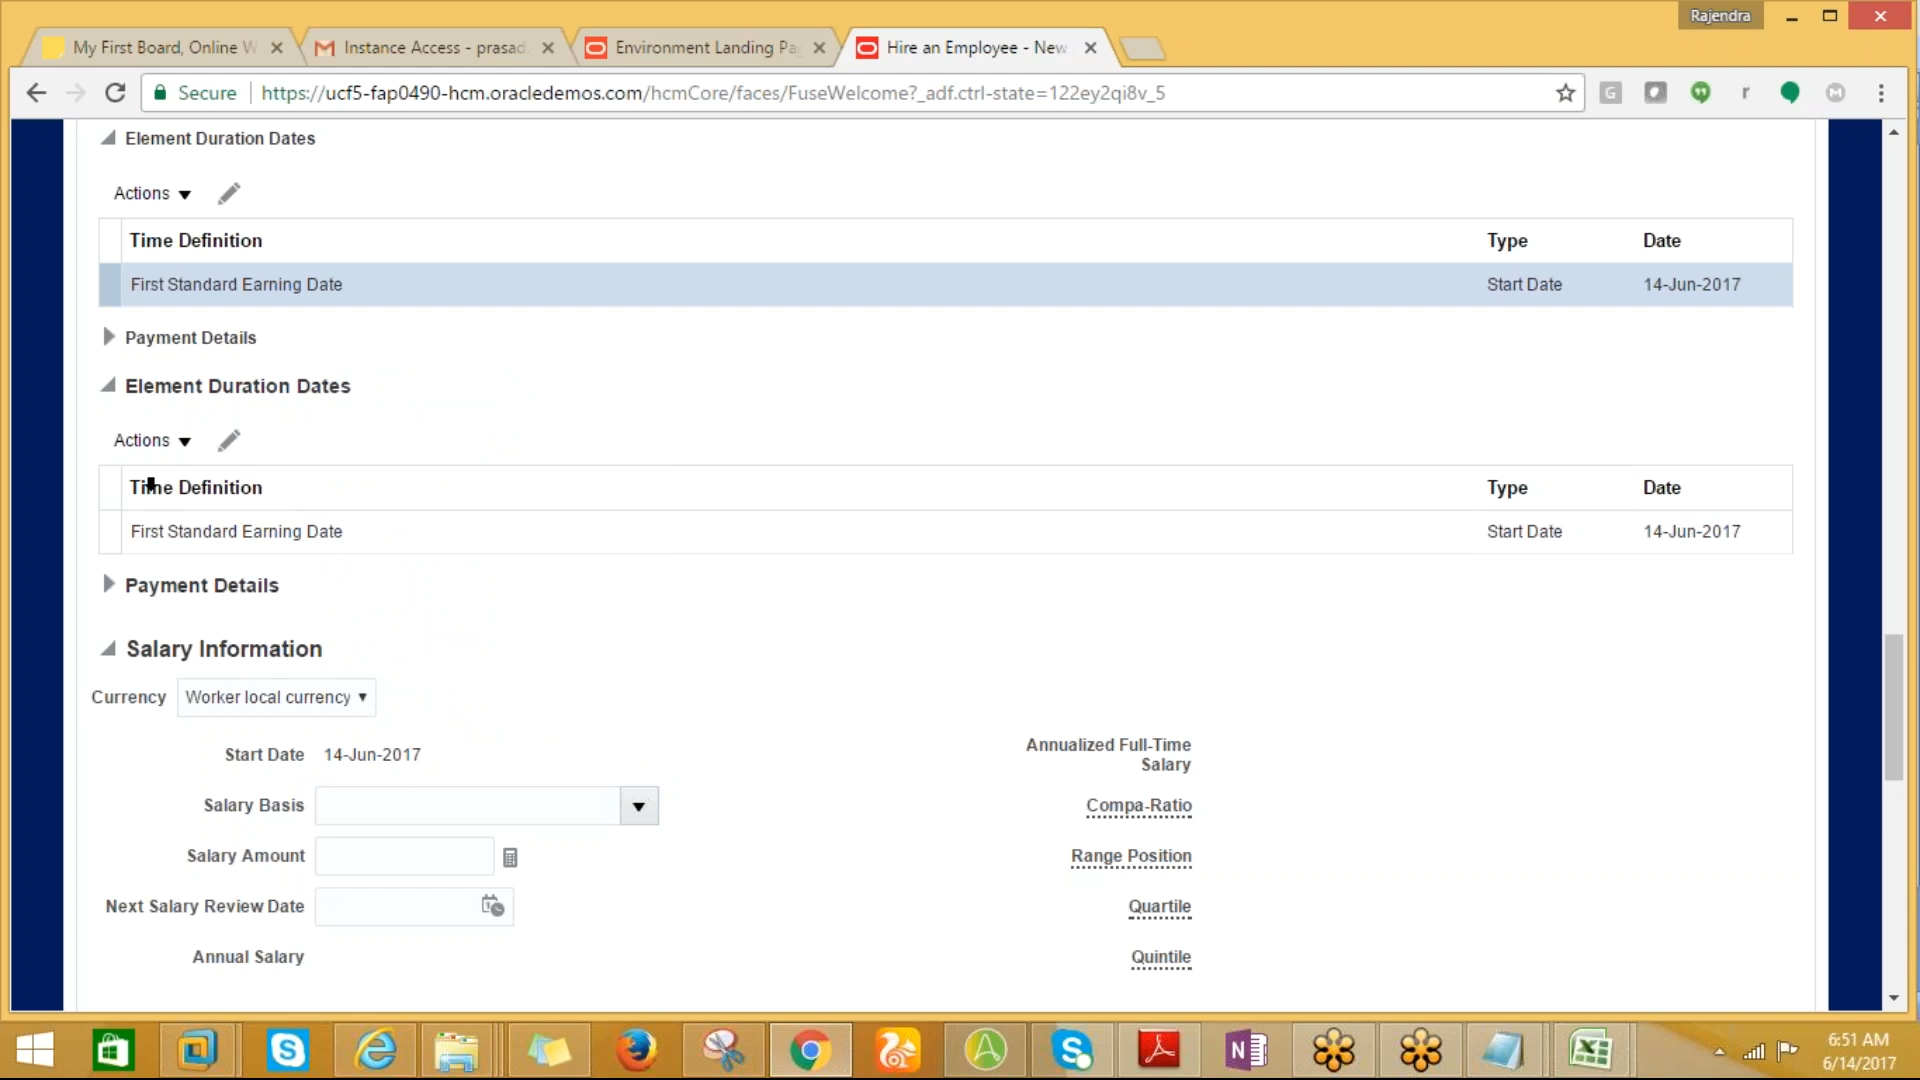 Rajendra
My First Board, Online W
Instance Access - prasad
Environment Landing Pa
Hire an Employee - New
Secure https://ucf5-fap0490-hcm.oracledemos.com/hcmCore/faces/FuseWelcome?_adf.ctrl-state=122ey2qi8v_5
Element Duration Dates
Actions
Time Definition Type Date
First Standard Earning Date Start Date 14-Jun-2017
Payment Details
Element Duration Dates
Actions
Time Definition Type Date
First Standard Earning Date Start Date 14-Jun-2017
Payment Details
Salary Information
Currency Worker local currency
Start Date 14-Jun-2017
Annualized Full-Time
Salary
Salary Basis
Compa-Ratio
Salary Amount
Range Position
Next Salary Review Date
Quartile
Annual Salary
Quintile
6:51 AM
6/14/2017